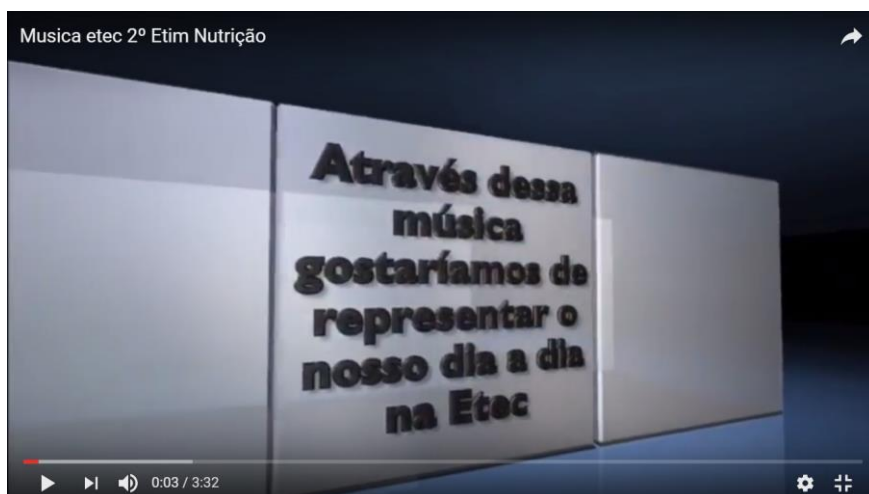 Musica etec 2º Etim Nutrição
Através dessa
música
gostaríamos de
representar o
nosso dia a dia
na Etec
0:03 / 3:32